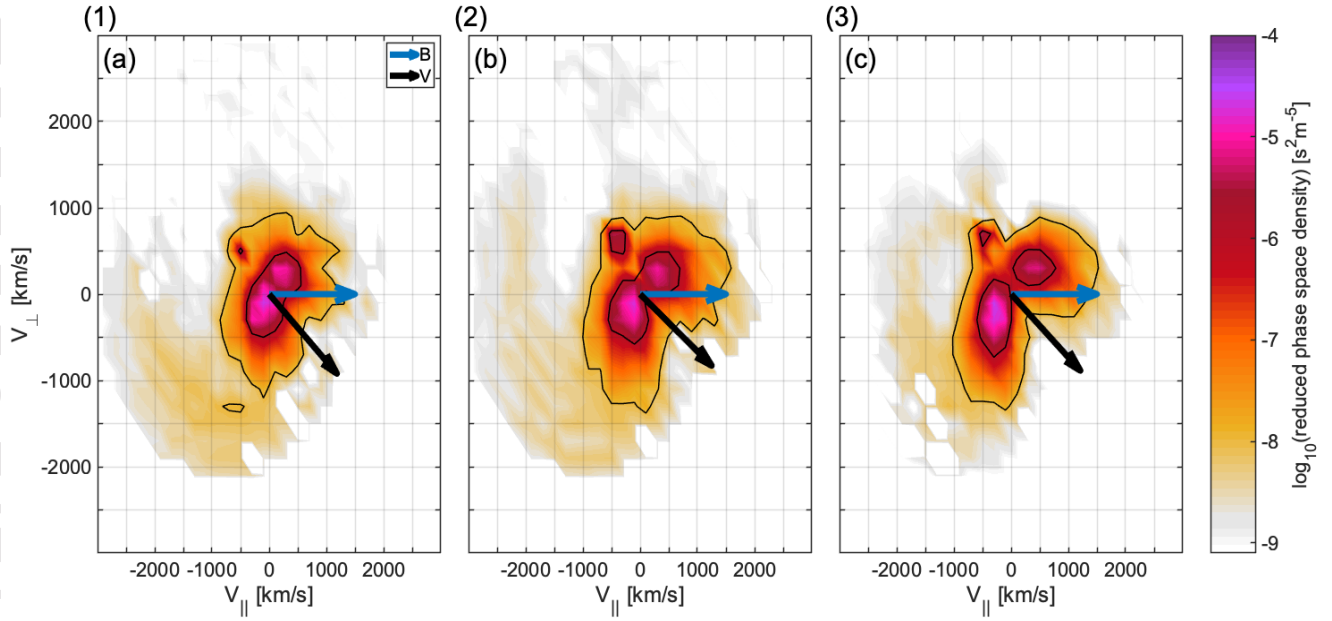 (1) (2) (3)
(a) (b) (c)
B
V
2000
1000
0
-1000
-2000
V⊥ [km/s]
-2000 -1000 0 1000 2000
-2000 -1000 0 1000 2000
-2000 -1000 0 1000 2000
V|| [km/s] V|| [km/s] V|| [km/s]
-4
-5
-6
-7
-8
-9
log10(reduced phase space density) [s²m⁻⁵]